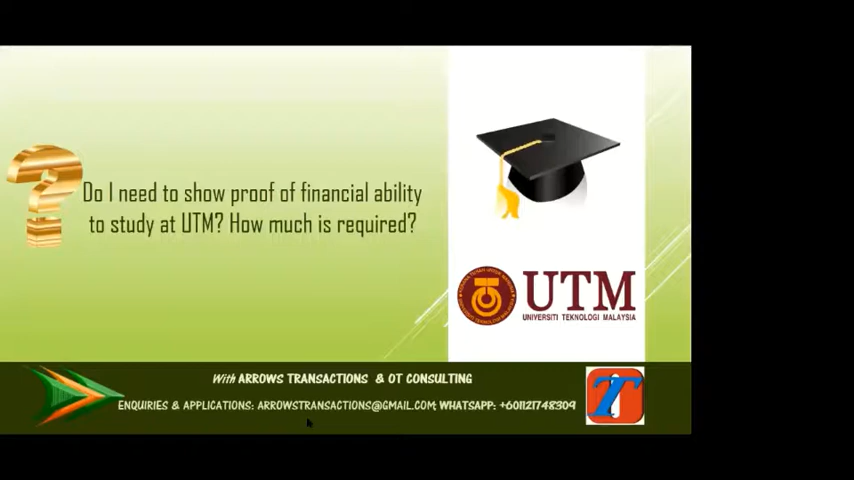 Do I need to show proof of financial ability
to study at UTM? How much is required?
UTM
UNIVERSITI TEKNOLOGI MALAYSIA
With ARROWS TRANSACTIONS & OT CONSULTING
ENQUIRIES & APPLICATIONS: ARROWSTRANSACTIONS@GMAIL.COM; WHATSAPP: +601121748309